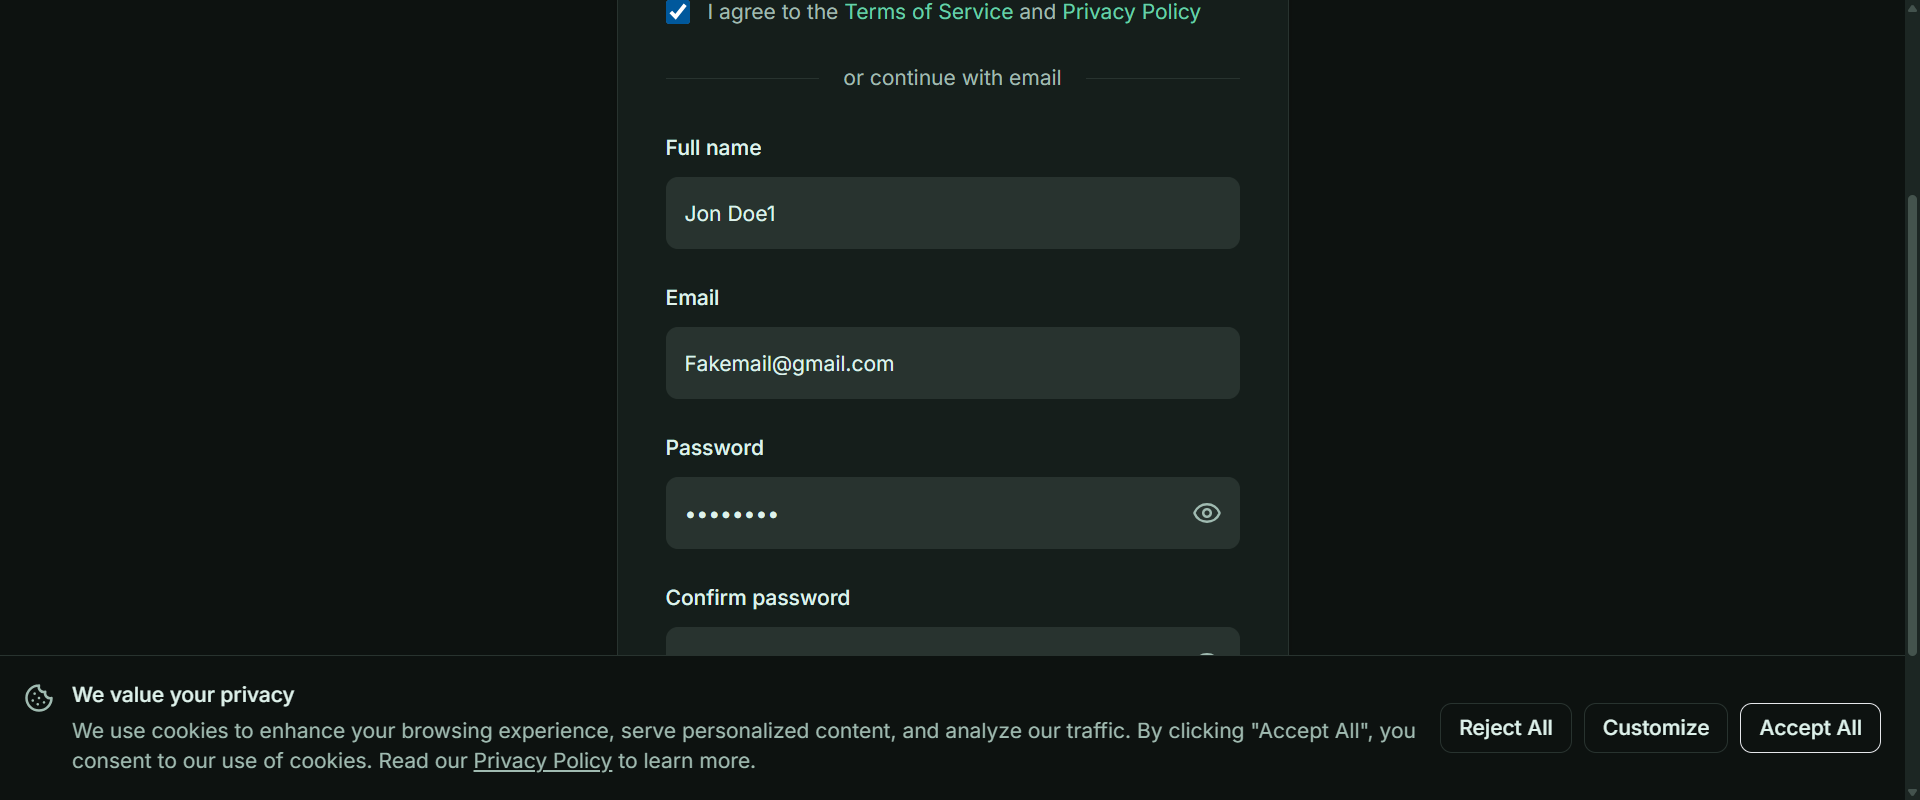 I agree to the Terms of Service and Privacy Policy
or continue with email
Full name
Jon Doe1
Email
Fakemail@gmail.com
Password
••••••••
Confirm password
We value your privacy
We use cookies to enhance your browsing experience, serve personalized content, and analyze our traffic. By clicking "Accept All", you
consent to our use of cookies. Read our Privacy Policy to learn more.
Reject All
Customize
Accept All